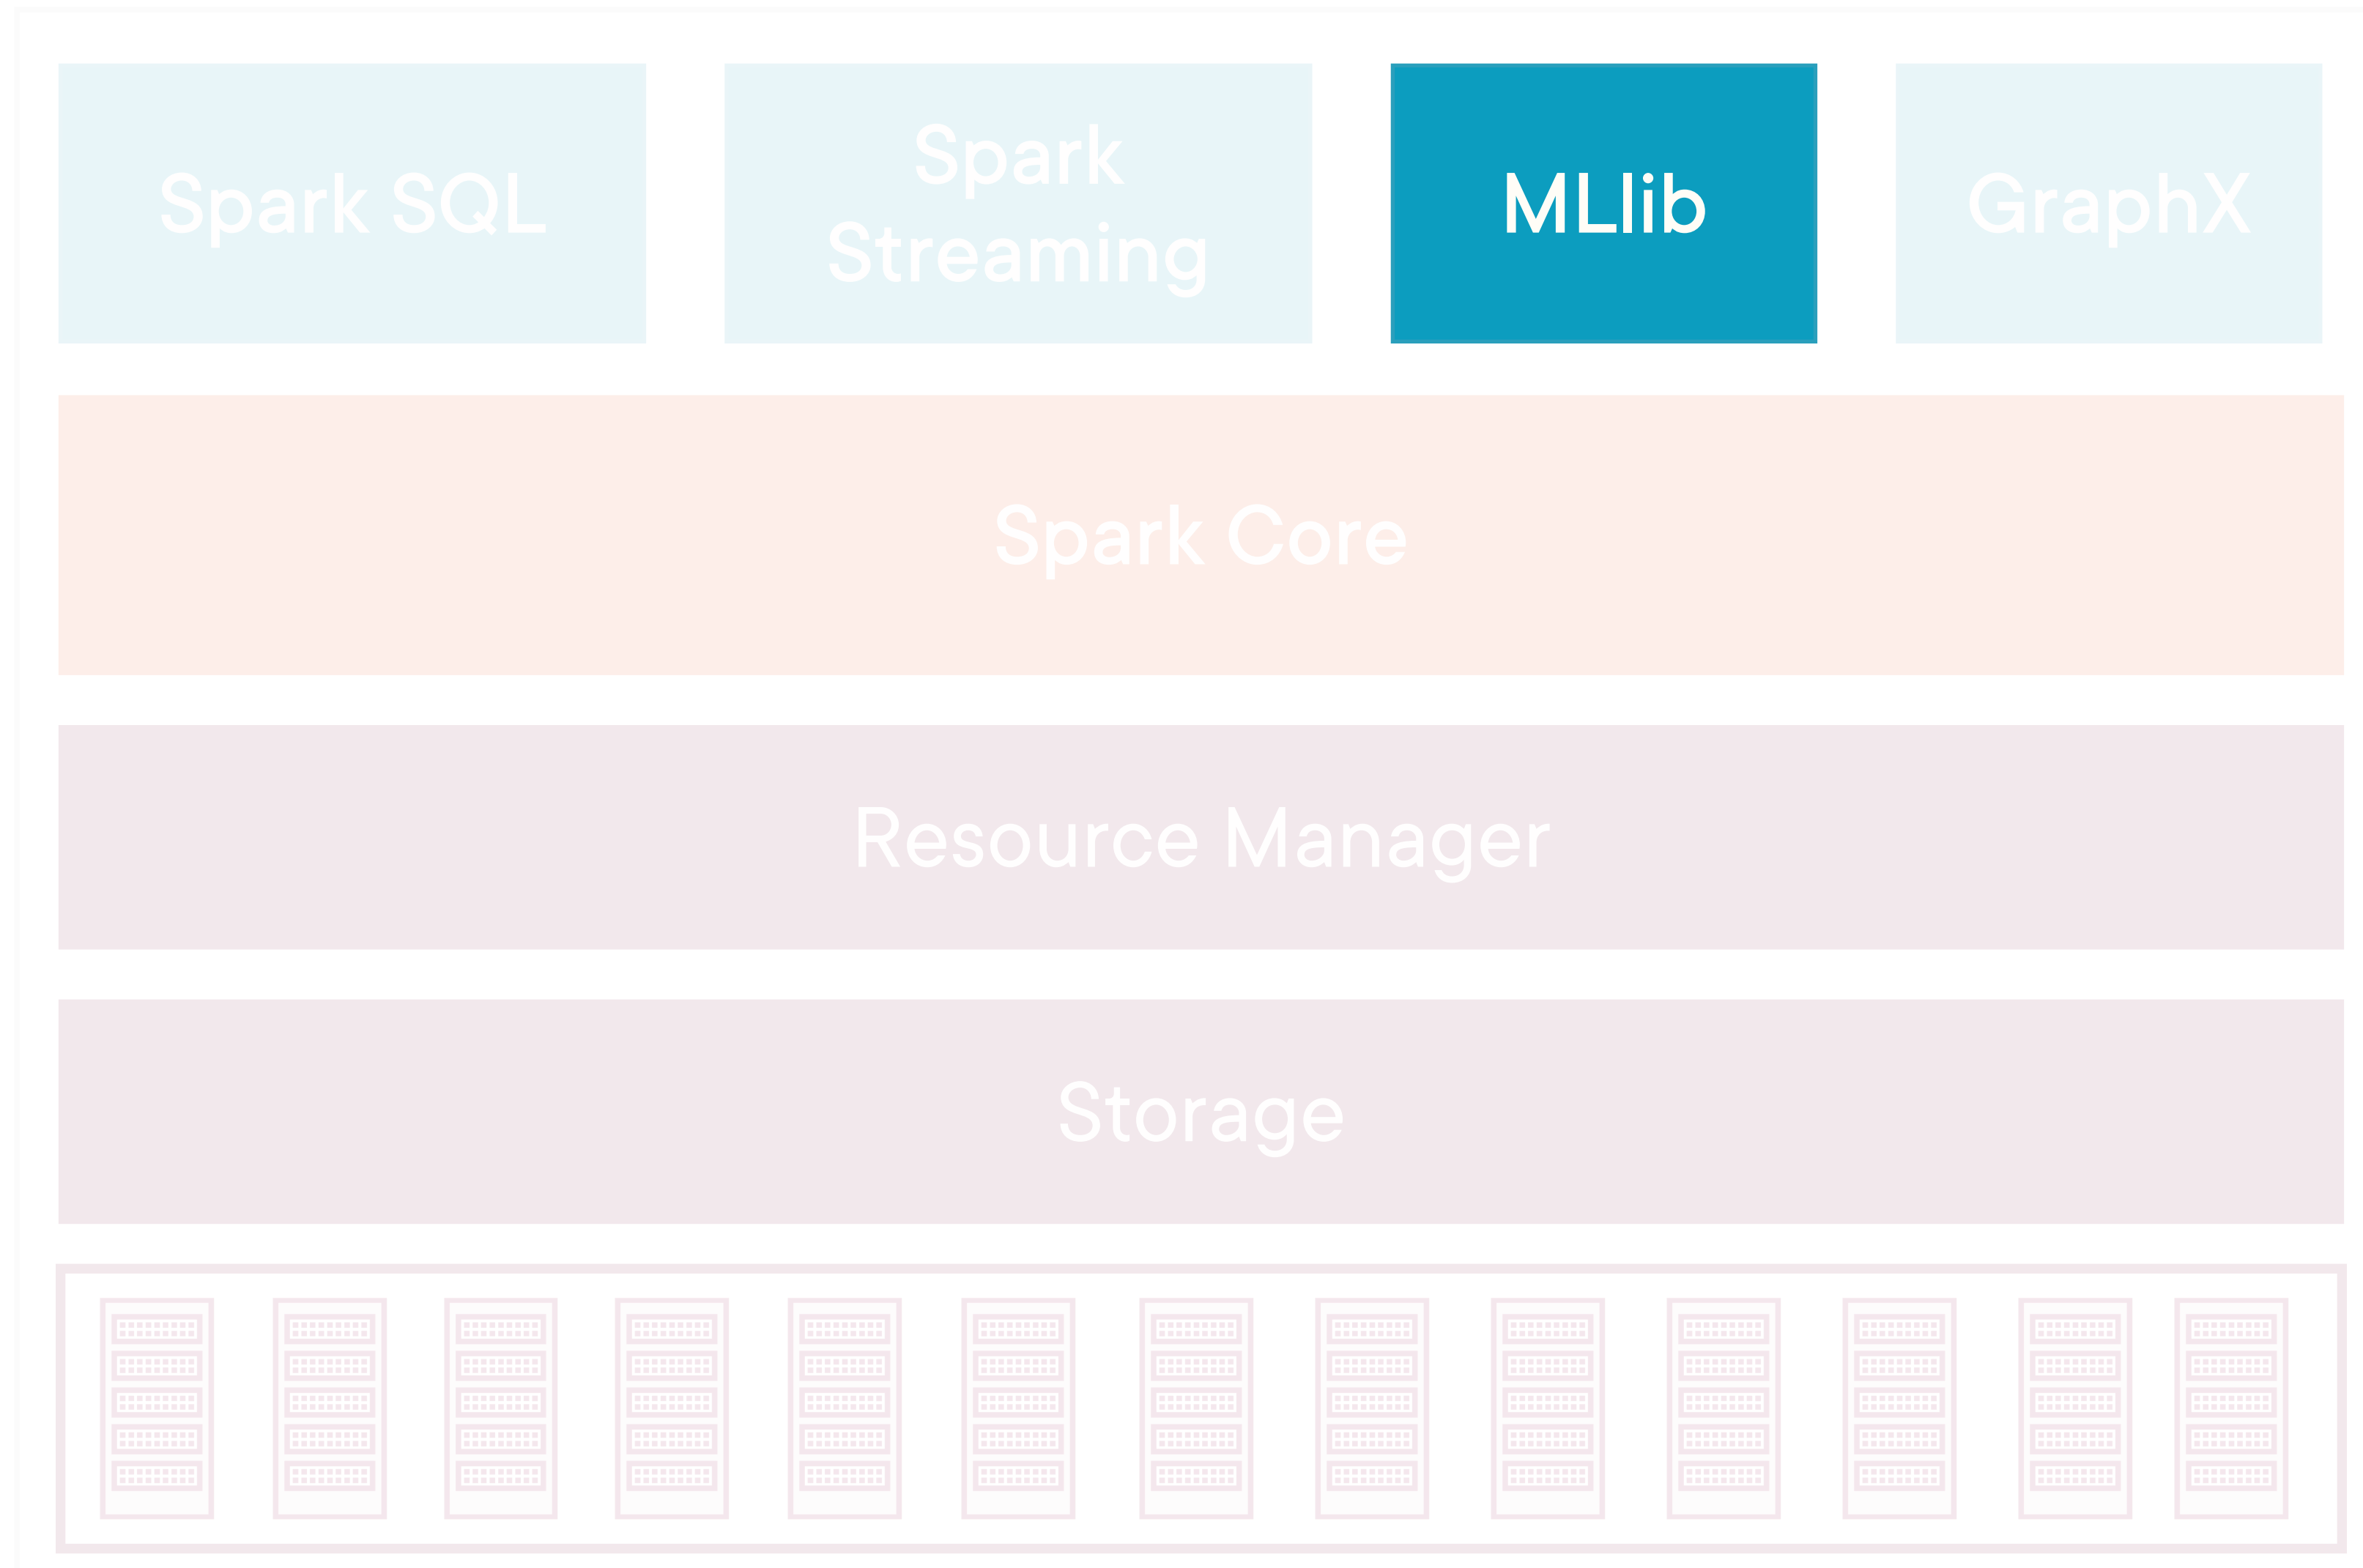 Spark SQL
Spark
Streaming
MLlib
GraphX
Spark Core
Resource Manager
Storage